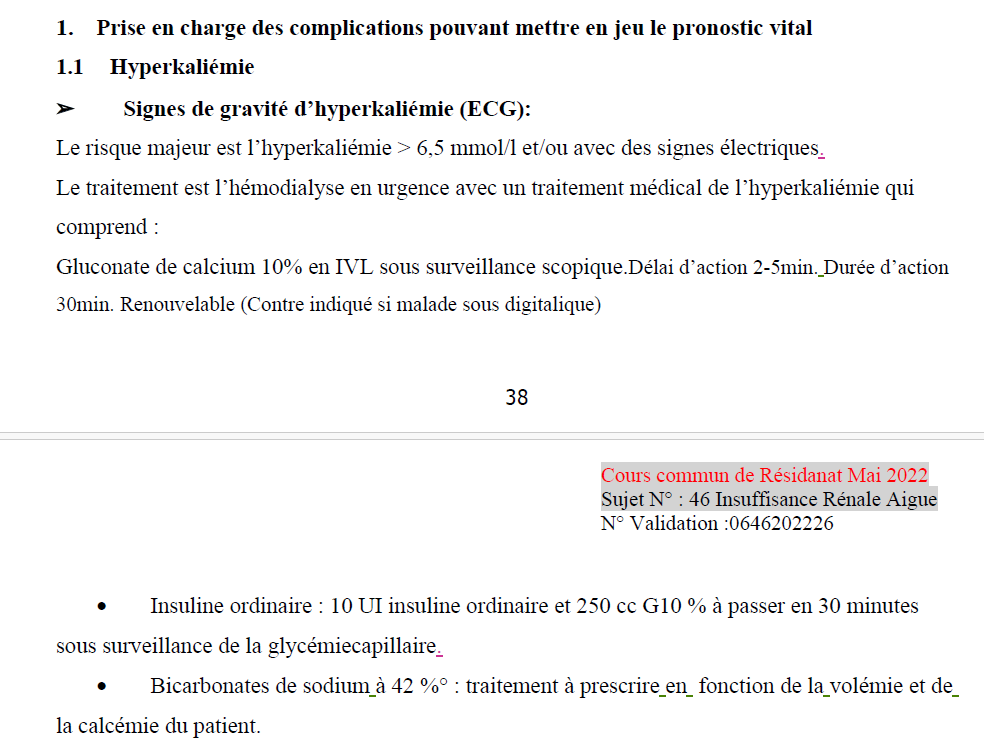 1. Prise en charge des complications pouvant mettre en jeu le pronostic vital
1.1 Hyperkaliémie
➢ Signes de gravité d’hyperkaliémie (ECG):
Le risque majeur est l’hyperkaliémie > 6,5 mmol/l et/ou avec des signes électriques.
Le traitement est l’hémodialyse en urgence avec un traitement médical de l’hyperkaliémie qui
comprend :
Gluconate de calcium 10% en IVL sous surveillance scopique.Délai d’action 2-5min. Durée d’action
30min. Renouvelable (Contre indiqué si malade sous digitalique)
38
Cours commun de Résidanat Mai 2022
Sujet N° : 46 Insuffisance Rénale Aigue
N° Validation :0646202226
• Insuline ordinaire : 10 UI insuline ordinaire et 250 cc G10 % à passer en 30 minutes
sous surveillance de la glycémiecapillaire.
• Bicarbonates de sodium à 42 %° : traitement à prescrire en fonction de la volémie et de
la calcémie du patient.